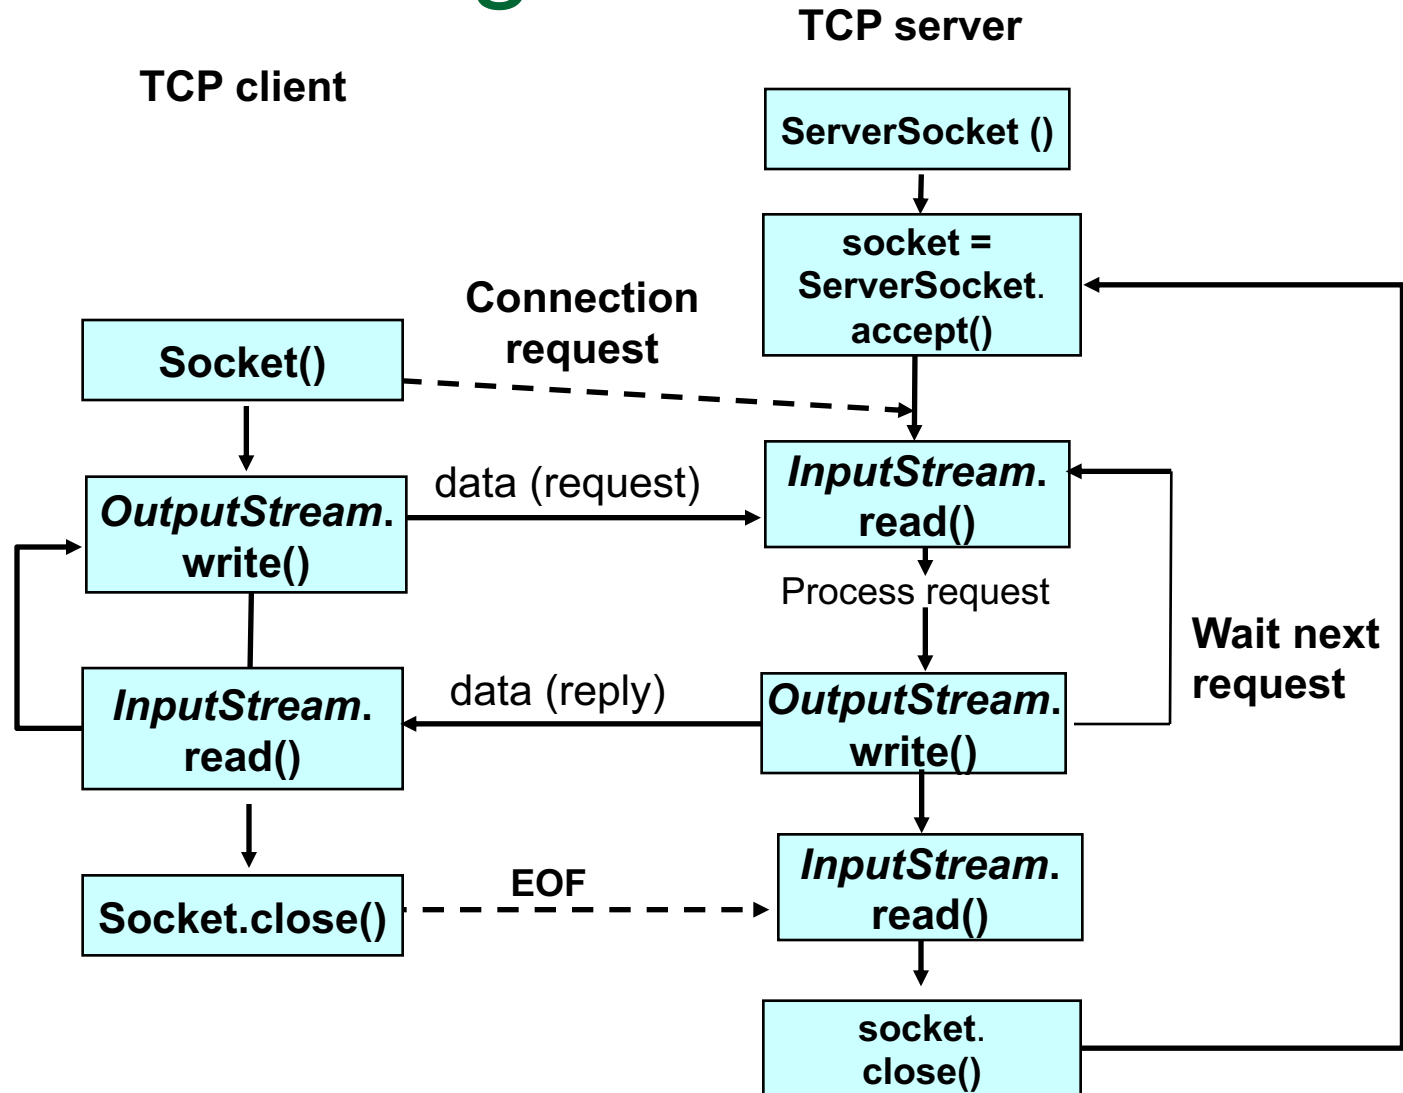 TCP server
TCP client
ServerSocket ()
socket =
ServerSocket.
accept()
Connection
request
Socket()
InputStream.
read()
data (request)
OutputStream.
write()
Process request
Wait next
request
data (reply)
OutputStream.
write()
InputStream.
read()
InputStream.
read()
EOF
Socket.close()
socket.
close()